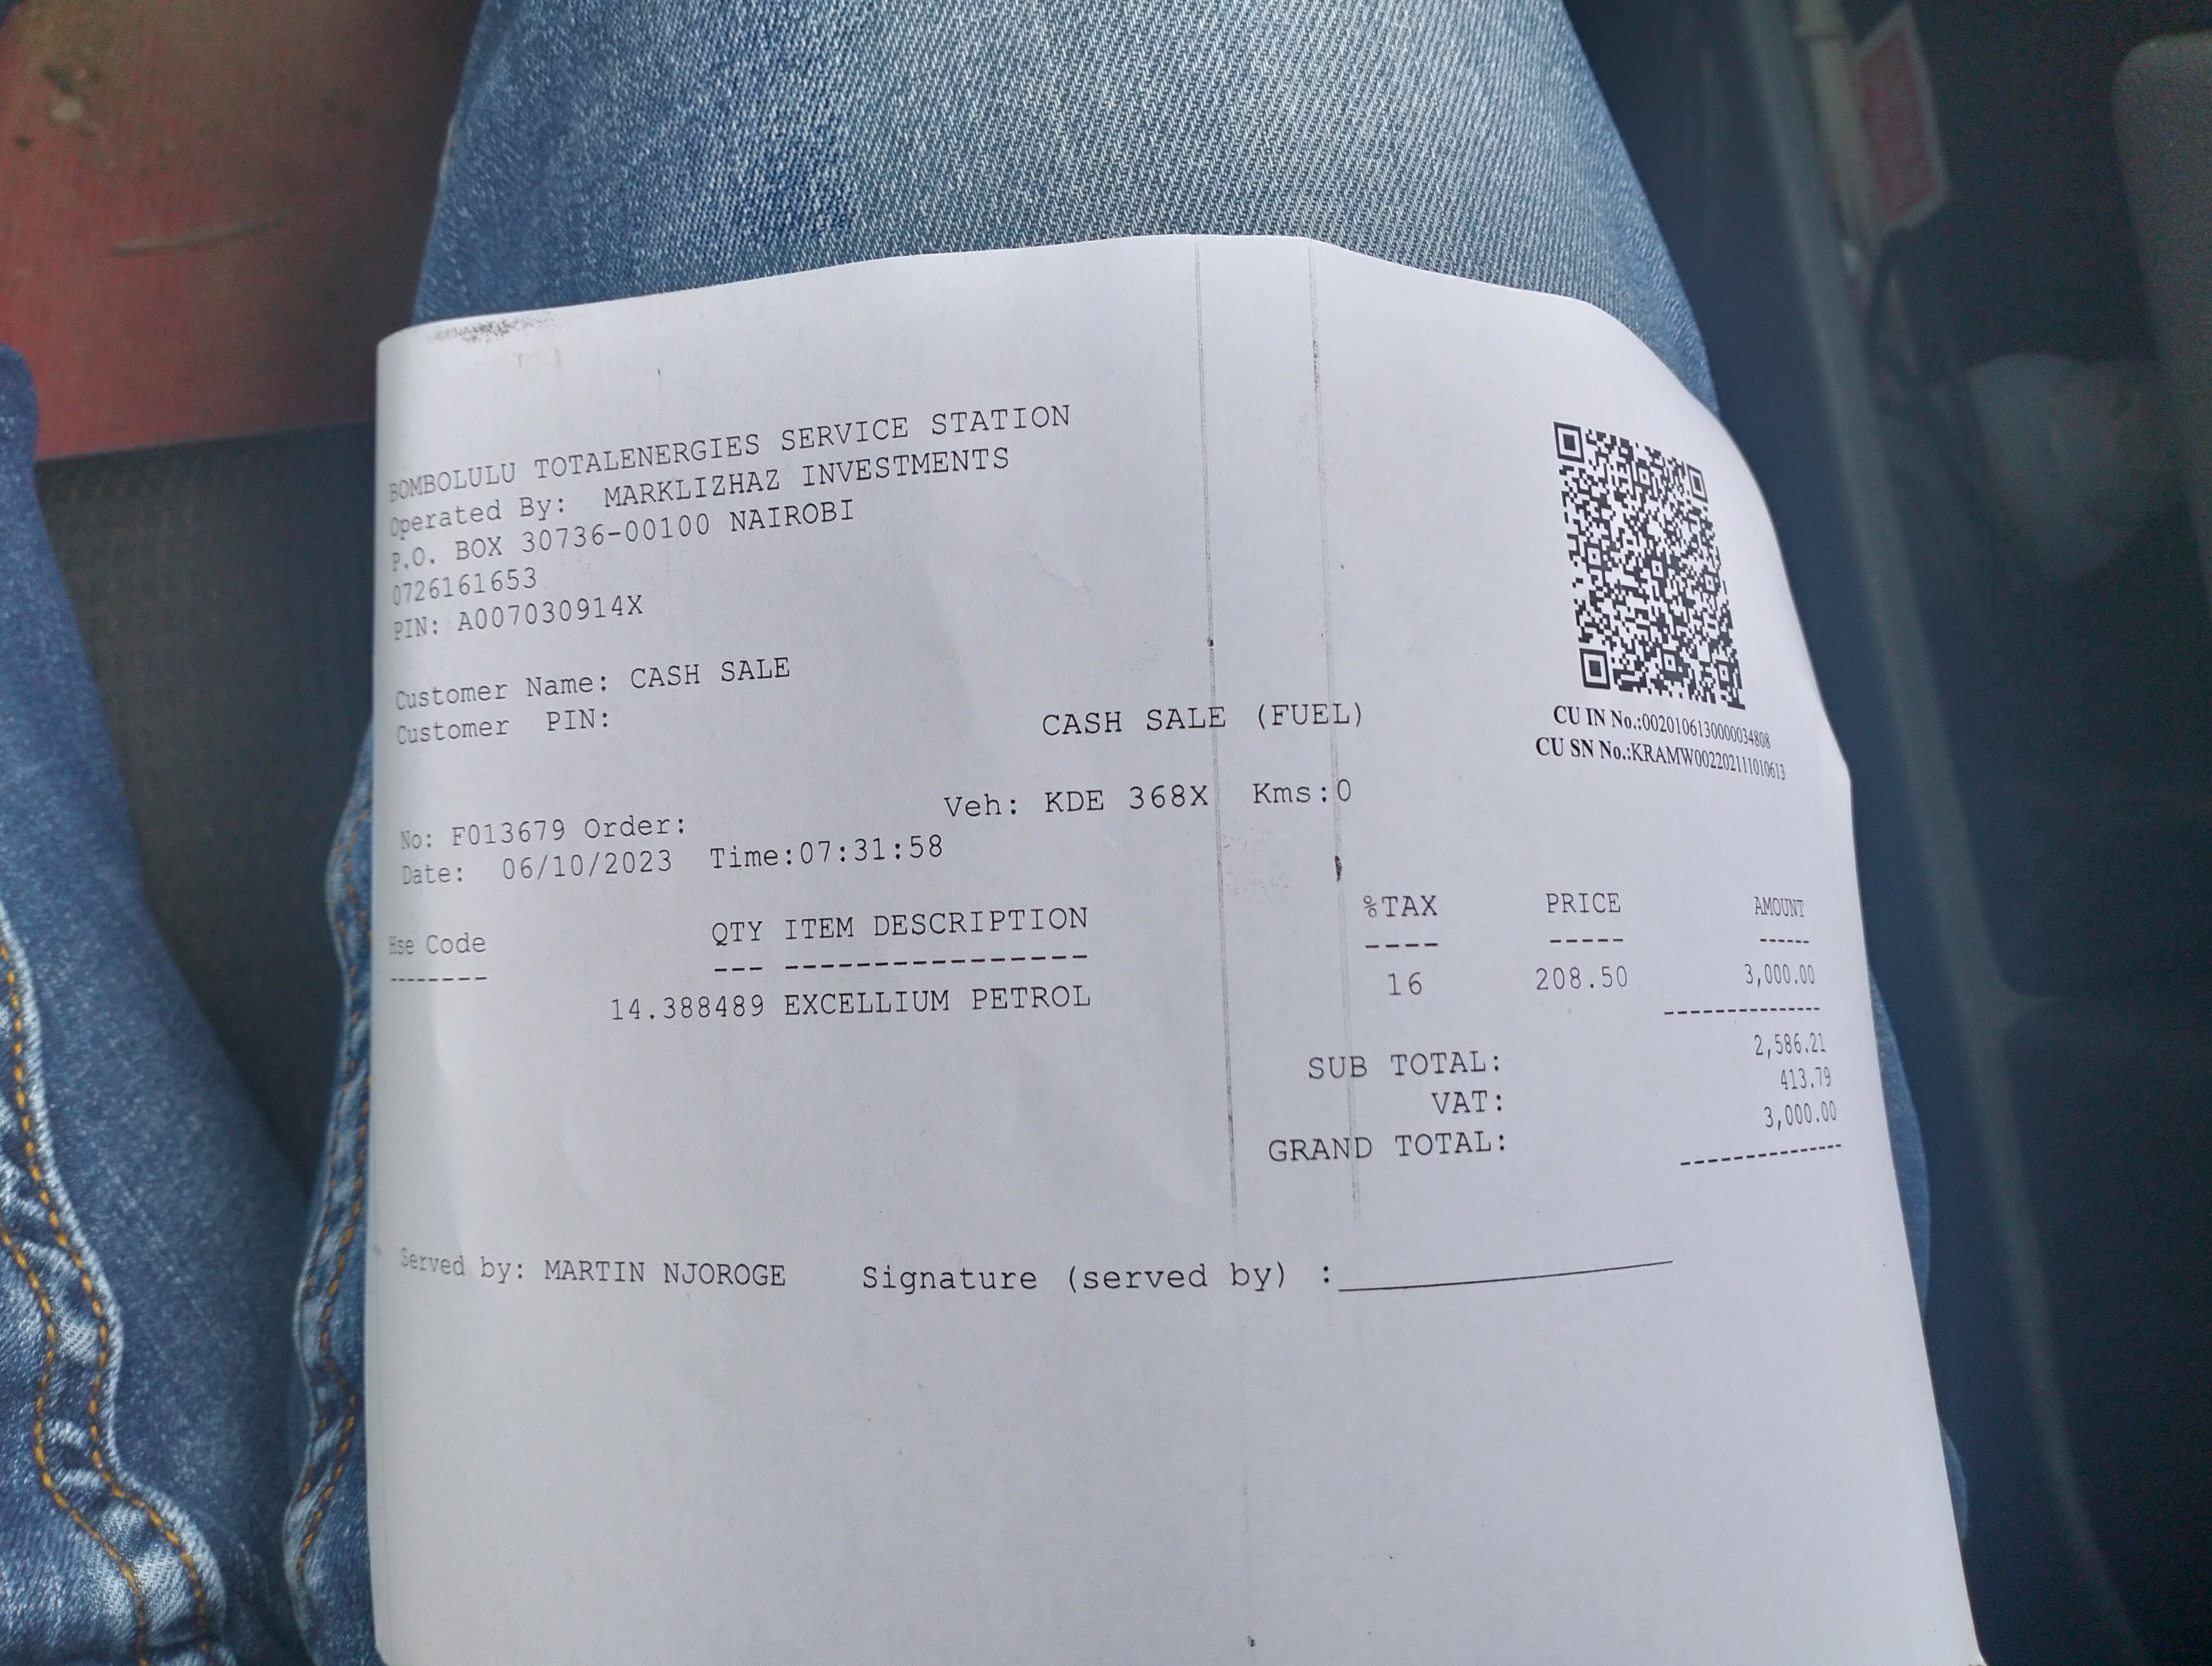 BOMBOLULU TOTALENERGIES SERVICE STATION
Operated By: MARKLIZHAZ INVESTMENTS
P.O. BOX 30736-00100 NAIROBI
0726161653
PIN: A007030914X
Customer Name: CASH SALE
Customer PIN:
CASH SALE (FUEL)
CU IN No.:0020106130000034808
CU SN No.:KRAMW002202111010613
No: F013679 Order:
Veh: KDE 368X Kms:0
Date: 06/10/2023 Time:07:31:58
Hse Code QTY ITEM DESCRIPTION %TAX PRICE AMOUNT
-------- --- ---------------- ---- ----- ------
14.388489 EXCELLIUM PETROL 16 208.50 3,000.00
--------------
SUB TOTAL: 2,586.21
VAT: 413.79
GRAND TOTAL: 3,000.00
--------------
Served by: MARTIN NJOROGE Signature (served by) :